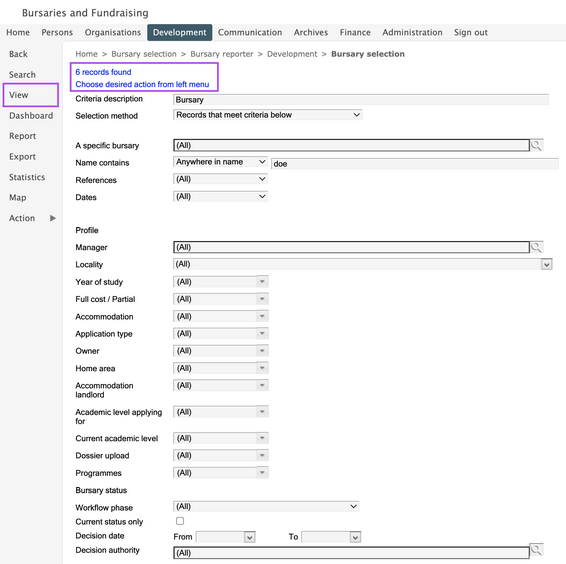 Bursaries and Fundraising
Home Persons Organisations Development Communication Archives Finance Administration Sign out
Back
Search
View
Dashboard
Report
Export
Statistics
Map
Action
Home > Bursary selection > Bursary reporter > Development > Bursary selection
6 records found
Choose desired action from left menu
Criteria description Bursary
Selection method Records that meet criteria below
A specific bursary (All)
Name contains Anywhere in name doe
References (All)
Dates (All)
Profile
Manager (All)
Locality (All)
Year of study (All)
Full cost / Partial (All)
Accommodation (All)
Application type (All)
Owner (All)
Home area (All)
Accommodation landlord (All)
Academic level applying for (All)
Current academic level (All)
Dossier upload (All)
Programmes (All)
Bursary status
Workflow phase (All)
Current status only
Decision date From To
Decision authority (All)